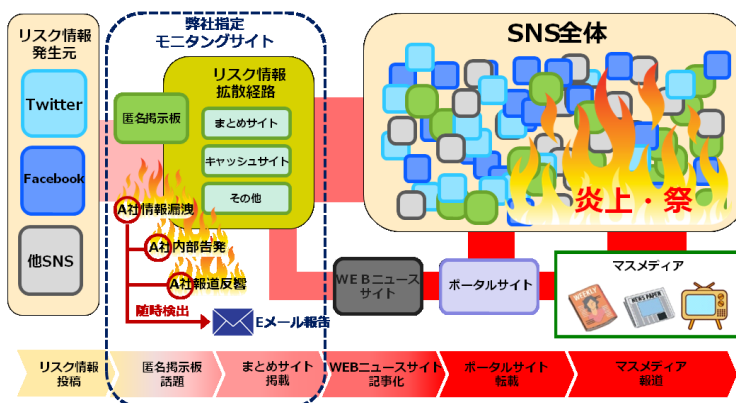 リスク情報
発生元
Twitter
Facebook
他SNS
弊社指定
モニタングサイト
匿名掲示板
リスク情報
拡散経路
まとめサイト
キャッシュサイト
その他
A社情報漏洩
A社内部告発
A社報道反響
随時検出
Eメール報告
SNS全体
炎上・祭
WEBニュース
サイト
ポータルサイト
マスメディア
WEEKLY
NEWS PAPER
リスク情報
投稿
匿名掲示板
話題
まとめサイト
掲載
WEBニュースサイト
記事化
ポータルサイト
転載
マスメディア
報道